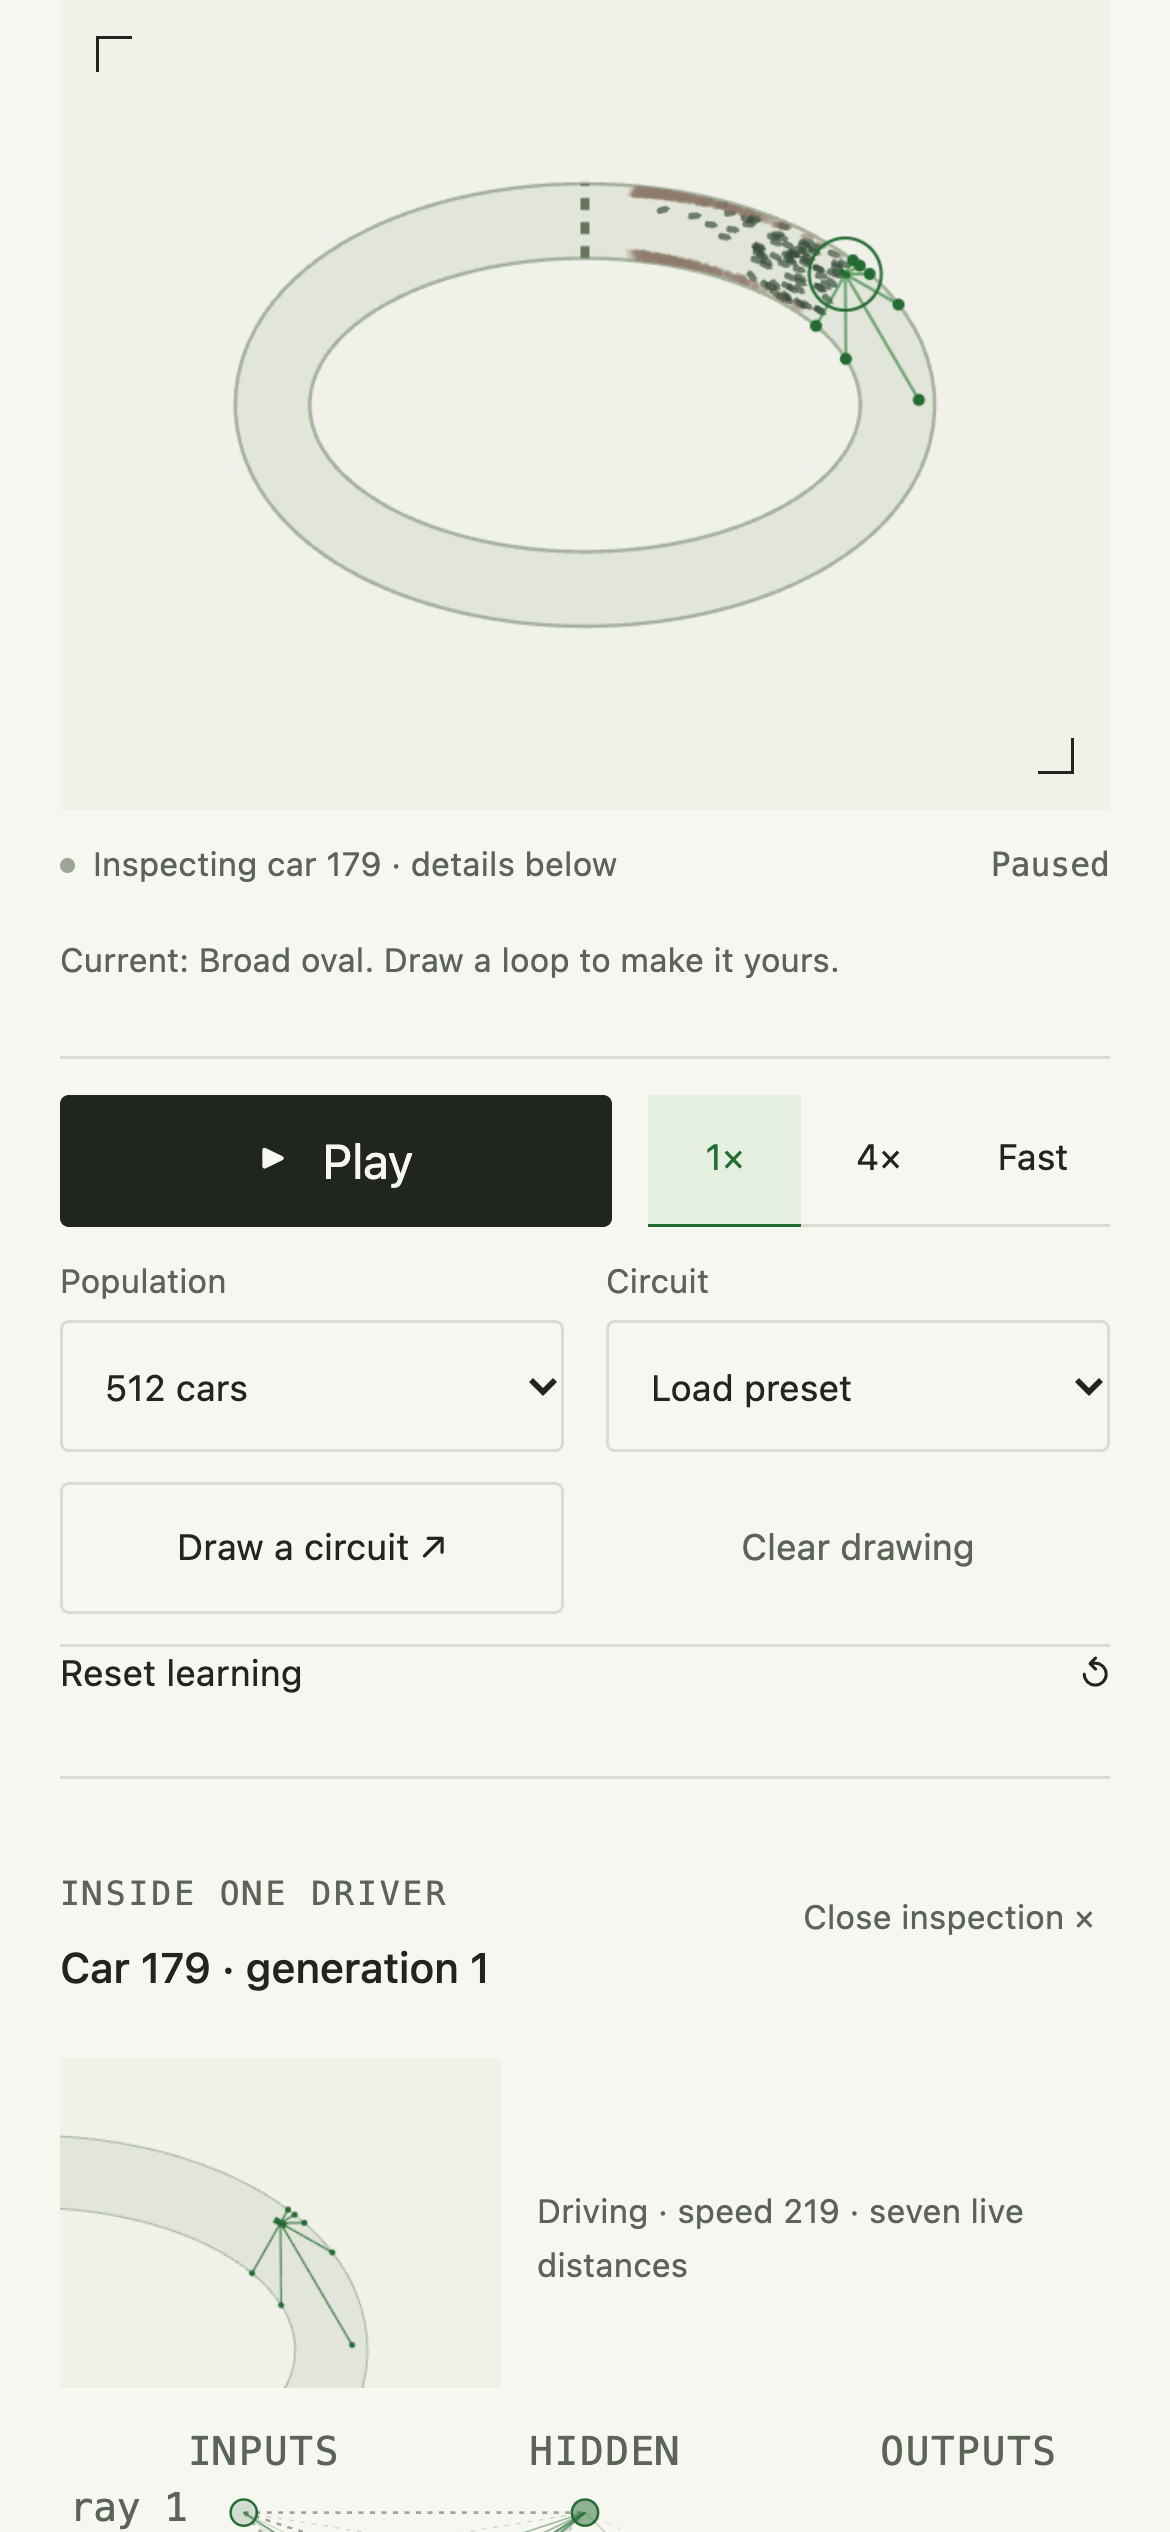 Inspecting car 179 · details below
Paused
Current: Broad oval. Draw a loop to make it yours.
Play
1×
4×
Fast
Population
Circuit
512 cars
Load preset
Draw a circuit ↗
Clear drawing
Reset learning
INSIDE ONE DRIVER
Close inspection ×
Car 179 · generation 1
Driving · speed 219 · seven live
distances
INPUTS
HIDDEN
OUTPUTS
ray 1